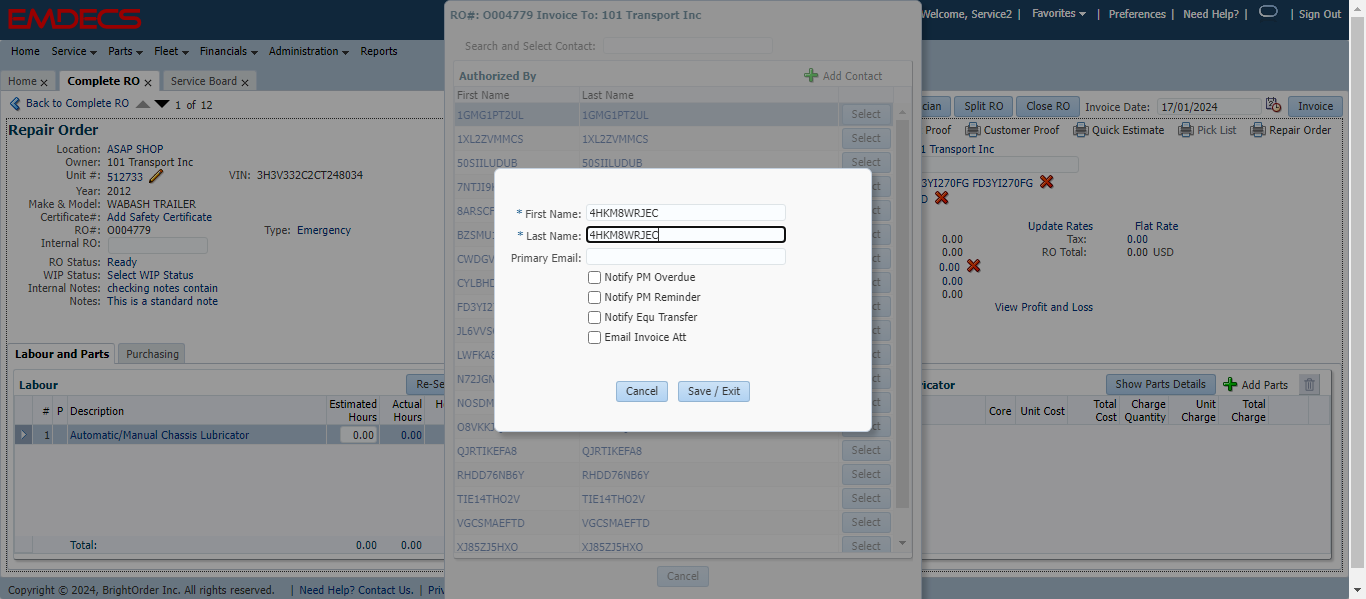 EMDECS
Welcome, Service2 | Favorites | Preferences | Need Help? | Sign Out
Home Service Parts Fleet Financials Administration Reports
Home x Complete RO x Service Board x
Back to Complete RO 1 of 12
cian Split RO Close RO Invoice Date: 17/01/2024 Invoice
Proof Customer Proof Quick Estimate Pick List Repair Order
Repair Order
Location: ASAP SHOP
Owner: 101 Transport Inc
Unit #: 512733 VIN: 3H3V332C2CT248034
Year: 2012
Make & Model: WABASH TRAILER
Certificate#: Add Safety Certificate
RO#: O004779 Type: Emergency
Internal RO:
RO Status: Ready
WIP Status: Select WIP Status
Internal Notes: checking notes contain
Notes: This is a standard note
1 Transport Inc
3YI270FG FD3YI270FG
D
Update Rates Flat Rate
0.00 Tax: 0.00
0.00 RO Total: 0.00 USD
0.00
0.00
0.00
View Profit and Loss
Labour and Parts Purchasing
Labour Re-Se
# P Description Estimated Hours Actual Hours H
1 Automatic/Manual Chassis Lubricator 0.00 0.00
Total: 0.00 0.00
ricator Show Parts Details Add Parts
Core Unit Cost Total Cost Charge Quantity Unit Charge Total Charge
RO#: O004779 Invoice To: 101 Transport Inc
Search and Select Contact:
Authorized By Add Contact
First Name Last Name
1GMG1PT2UL 1GMG1PT2UL Select
1XL2ZVMMCS 1XL2ZVMMCS Select
50SIILUDUB 50SIILUDUB Select
7NTJI9
8ARSCF
BZSMU
CWDGV
CYLBHD
FD3YI2
JL6VVS
LWFKA8
N72JGN
NOSDM
O8VKK
QJRTIKEFA8 QJRTIKEFA8 Select
RHDD76NB6Y RHDD76NB6Y Select
TIE14THO2V TIE14THO2V Select
VGCSMAEFTD VGCSMAEFTD Select
XJ85ZJ5HXO XJ85ZJ5HXO Select
Cancel
* First Name: 4HKM8WRJEC
* Last Name: 4HKM8WRJEC
Primary Email:
Notify PM Overdue
Notify PM Reminder
Notify Equ Transfer
Email Invoice Att
Cancel Save / Exit
Copyright © 2024, BrightOrder Inc. All rights reserved. | Need Help? Contact Us. | Priv